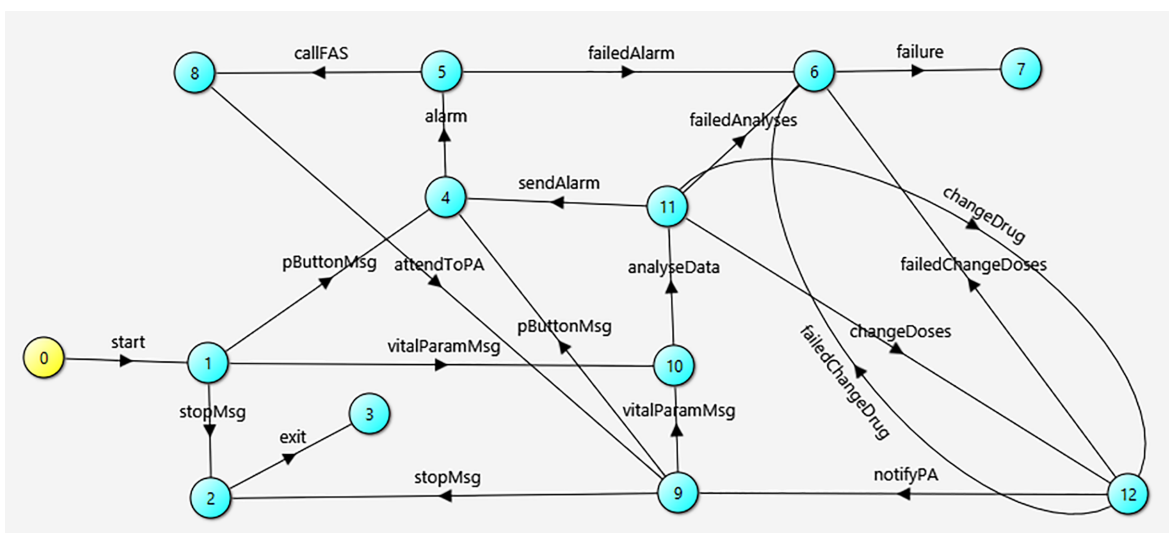 callFAS
failedAlarm
failure
8
5
6
7
alarm
failedAnalyses
sendAlarm
4
11
changeDrug
pButtonMsg
attendToPA
analyseData
failedChangeDoses
pButtonMsg
changeDoses
start
vitalParamMsg
0
1
10
failedChangeDrug
stopMsg
3
vitalParamMsg
exit
stopMsg
notifyPA
2
9
12